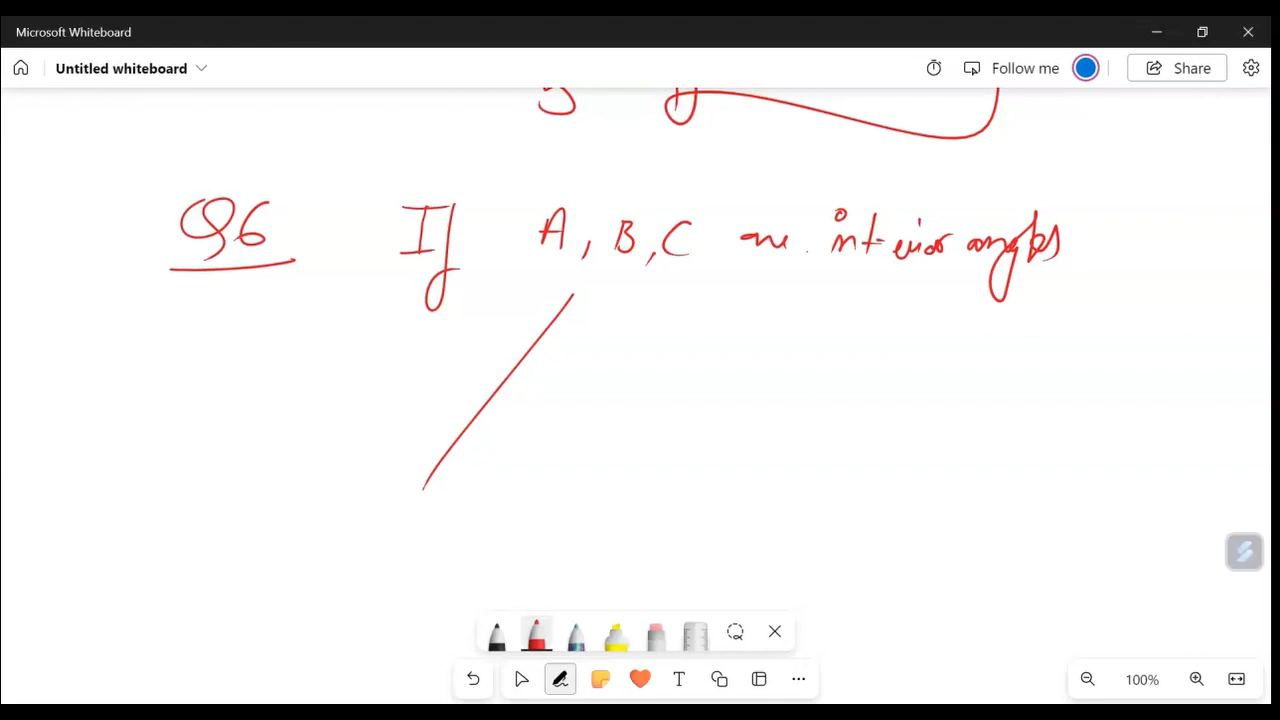 Microsoft Whiteboard
Untitled whiteboard
Follow me
Share
Q6 If A, B, C are interior angles
100%